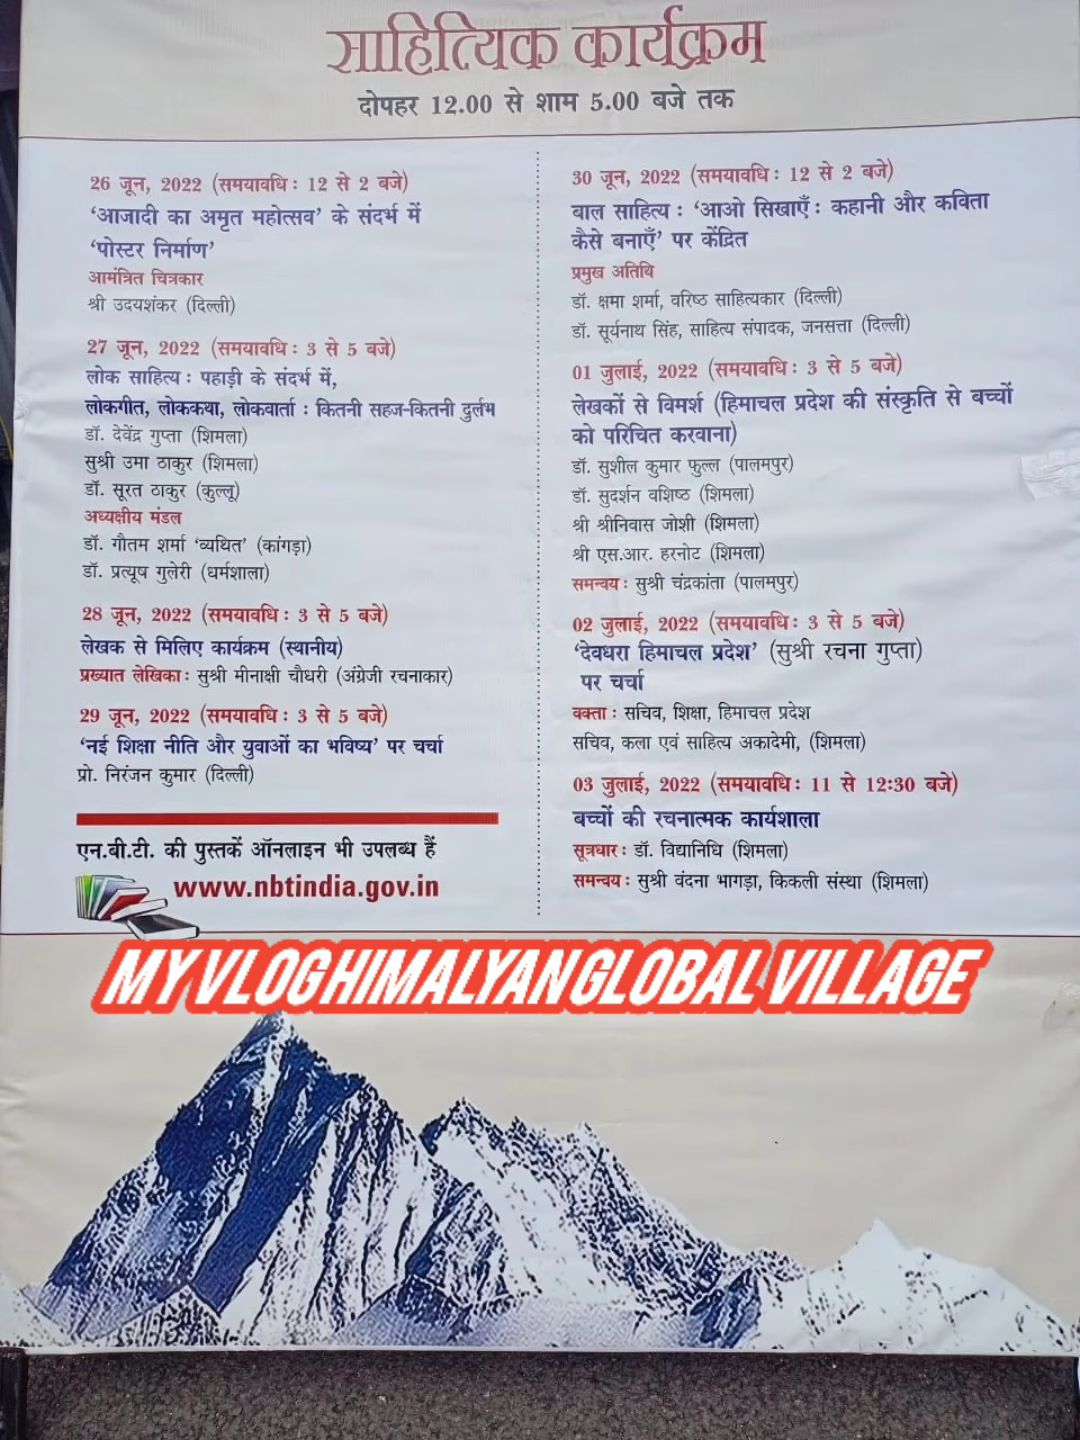 साहित्यिक कार्यक्रम
दोपहर 12.00 से शाम 5.00 बजे तक
26 जून, 2022 (समयावधि : 12 से 2 बजे)
‘आजादी का अमृत महोत्सव’ के संदर्भ में
‘पोस्टर निर्माण’
आमंत्रित चित्रकार
श्री उदयशंकर (दिल्ली)
27 जून, 2022 (समयावधि : 3 से 5 बजे)
लोक साहित्य : पहाड़ी के संदर्भ में,
लोकगीत, लोककथा, लोकवार्ता : कितनी सहज-कितनी दुर्लभ
डॉ. देवेंद्र गुप्ता (शिमला)
सुश्री उमा ठाकुर (शिमला)
डॉ. सूरत ठाकुर (कुल्लू)
अध्यक्षीय मंडल
डॉ. गौतम शर्मा ‘व्यथित’ (कांगड़ा)
डॉ. प्रत्यूष गुलेरी (धर्मशाला)
28 जून, 2022 (समयावधि : 3 से 5 बजे)
लेखक से मिलिए कार्यक्रम (स्थानीय)
प्रख्यात लेखिका : सुश्री मीनाक्षी चौधरी (अंग्रेजी रचनाकार)
29 जून, 2022 (समयावधि : 3 से 5 बजे)
‘नई शिक्षा नीति और युवाओं का भविष्य’ पर चर्चा
प्रो. निरंजन कुमार (दिल्ली)
एन.बी.टी. की पुस्तकें ऑनलाइन भी उपलब्ध हैं
www.nbtindia.gov.in
30 जून, 2022 (समयावधि : 12 से 2 बजे)
बाल साहित्य : ‘आओ सिखाएँ : कहानी और कविता
कैसे बनाएँ’ पर केंद्रित
प्रमुख अतिथि
डॉ. क्षमा शर्मा, वरिष्ठ साहित्यकार (दिल्ली)
डॉ. सूर्यनाथ सिंह, साहित्य संपादक, जनसत्ता (दिल्ली)
01 जुलाई, 2022 (समयावधि : 3 से 5 बजे)
लेखकों से विमर्श (हिमाचल प्रदेश की संस्कृति से बच्चों
को परिचित करवाना)
डॉ. सुशील कुमार फुल्ल (पालमपुर)
डॉ. सुदर्शन वशिष्ठ (शिमला)
श्री श्रीनिवास जोशी (शिमला)
श्री एस.आर. हरनोट (शिमला)
समन्वय : सुश्री चंद्रकांता (पालमपुर)
02 जुलाई, 2022 (समयावधि : 3 से 5 बजे)
‘देवधरा हिमाचल प्रदेश’ (सुश्री रचना गुप्ता)
पर चर्चा
वक्ता : सचिव, शिक्षा, हिमाचल प्रदेश
सचिव, कला एवं साहित्य अकादेमी, (शिमला)
03 जुलाई, 2022 (समयावधि : 11 से 12:30 बजे)
बच्चों की रचनात्मक कार्यशाला
सूत्रधार : डॉ. विद्यानिधि (शिमला)
समन्वय : सुश्री वंदना भागड़ा, किकली संस्था (शिमला)
MY VLOG HIMALYAN GLOBAL VILLAGE